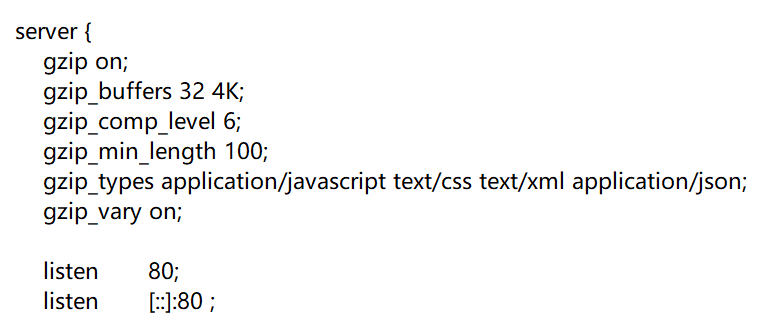 server {
gzip on;
gzip_buffers 32 4K;
gzip_comp_level 6;
gzip_min_length 100;
gzip_types application/javascript text/css text/xml application/json;
gzip_vary on;
listen 80;
listen [::]:80 ;